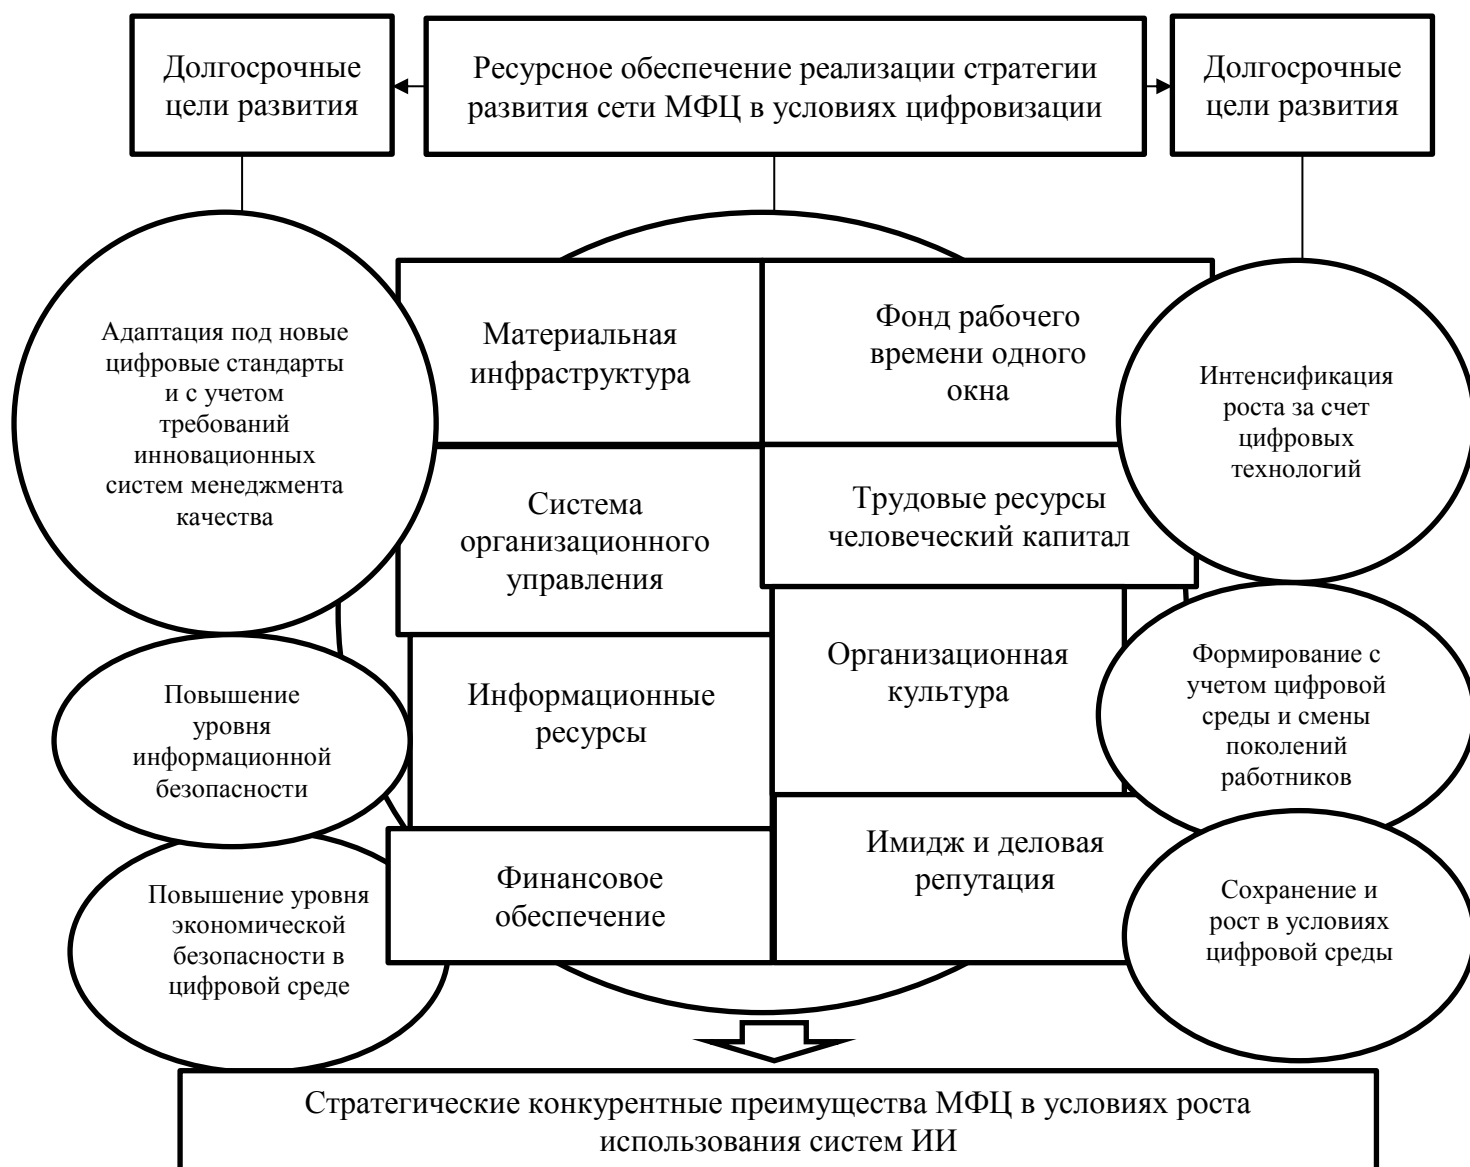 Долгосрочные
цели развития
Ресурсное обеспечение реализации стратегии
развития сети МФЦ в условиях цифровизации
Долгосрочные
цели развития
Адаптация под новые
цифровые стандарты
и с учетом
требований
инновационных
систем менеджмента
качества
Материальная
инфраструктура
Фонд рабочего
времени одного
окна
Интенсификация
роста за счет
цифровых
технологий
Система
организационного
управления
Трудовые ресурсы
человеческий капитал
Повышение
уровня
информационной
безопасности
Информационные
ресурсы
Организационная
культура
Формирование с
учетом цифровой
среды и смены
поколений
работников
Повышение уровня
экономической
безопасности в
цифровой среде
Финансовое
обеспечение
Имидж и деловая
репутация
Сохранение и
рост в условиях
цифровой среды
Стратегические конкурентные преимущества МФЦ в условиях роста
использования систем ИИ